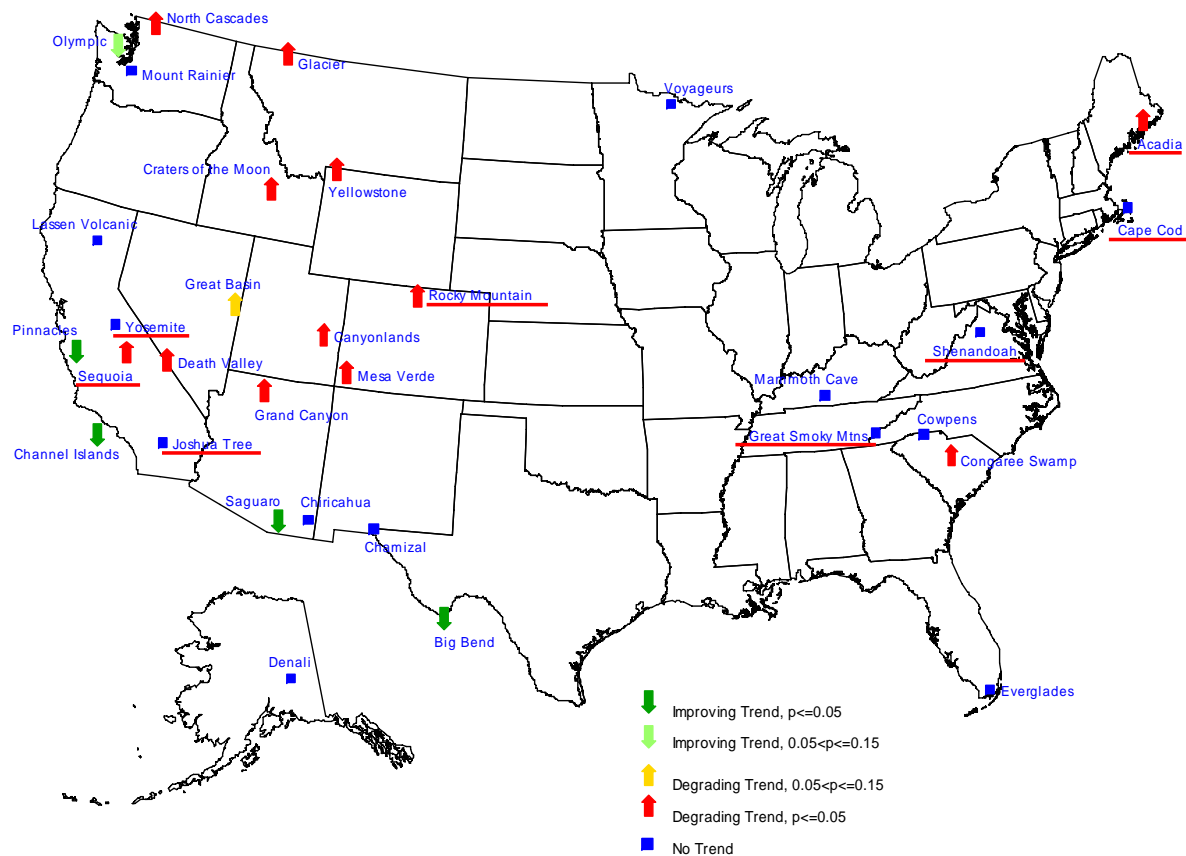 North Cascades
Olympic
Mount Rainier
Glacier
Voyageurs
Acadia
Craters of the Moon
Yellowstone
Lassen Volcanic
Cape Cod
Great Basin
Rocky Mountain
Pinnacles
Yosemite
Canyonlands
Shenandoah
Death Valley
Sequoia
Mesa Verde
Mammoth Cave
Grand Canyon
Cowpens
Great Smoky Mtns
Joshua Tree
Channel Islands
Congaree Swamp
Saguaro
Chiricahua
Chamizal
Big Bend
Denali
Everglades
Improving Trend, p<=0.05
Improving Trend, 0.05<p<=0.15
Degrading Trend, 0.05<p<=0.15
Degrading Trend, p<=0.05
No Trend